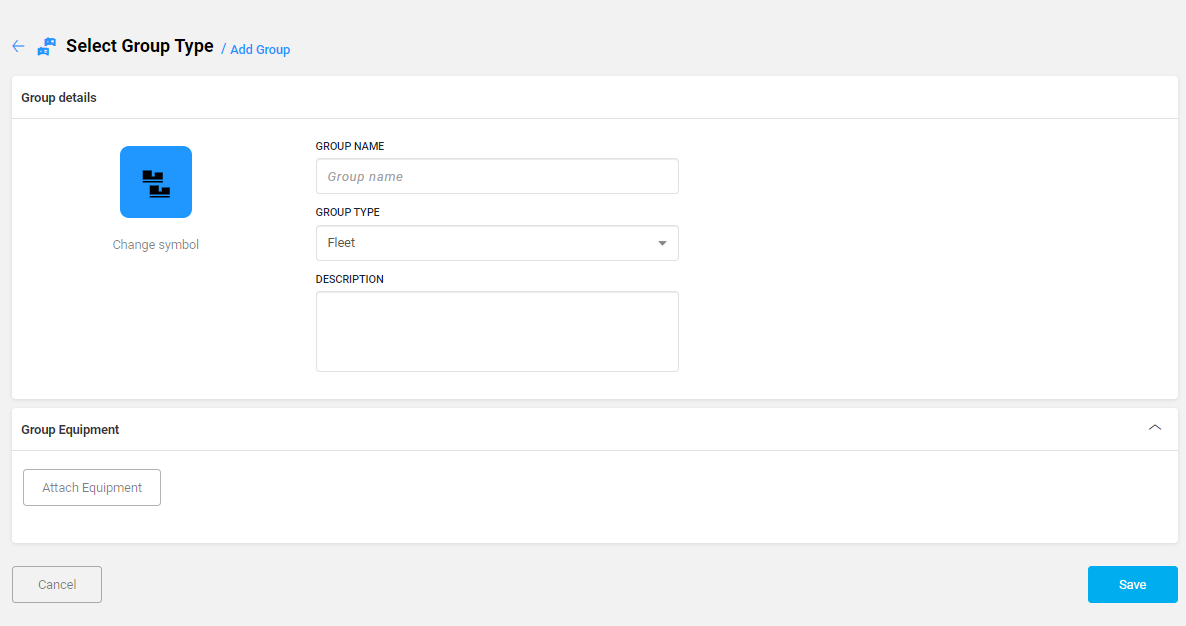 Select Group Type / Add Group
Group details
GROUP NAME
Group name
GROUP TYPE
Fleet
Change symbol
DESCRIPTION
Group Equipment
Attach Equipment
Cancel
Save